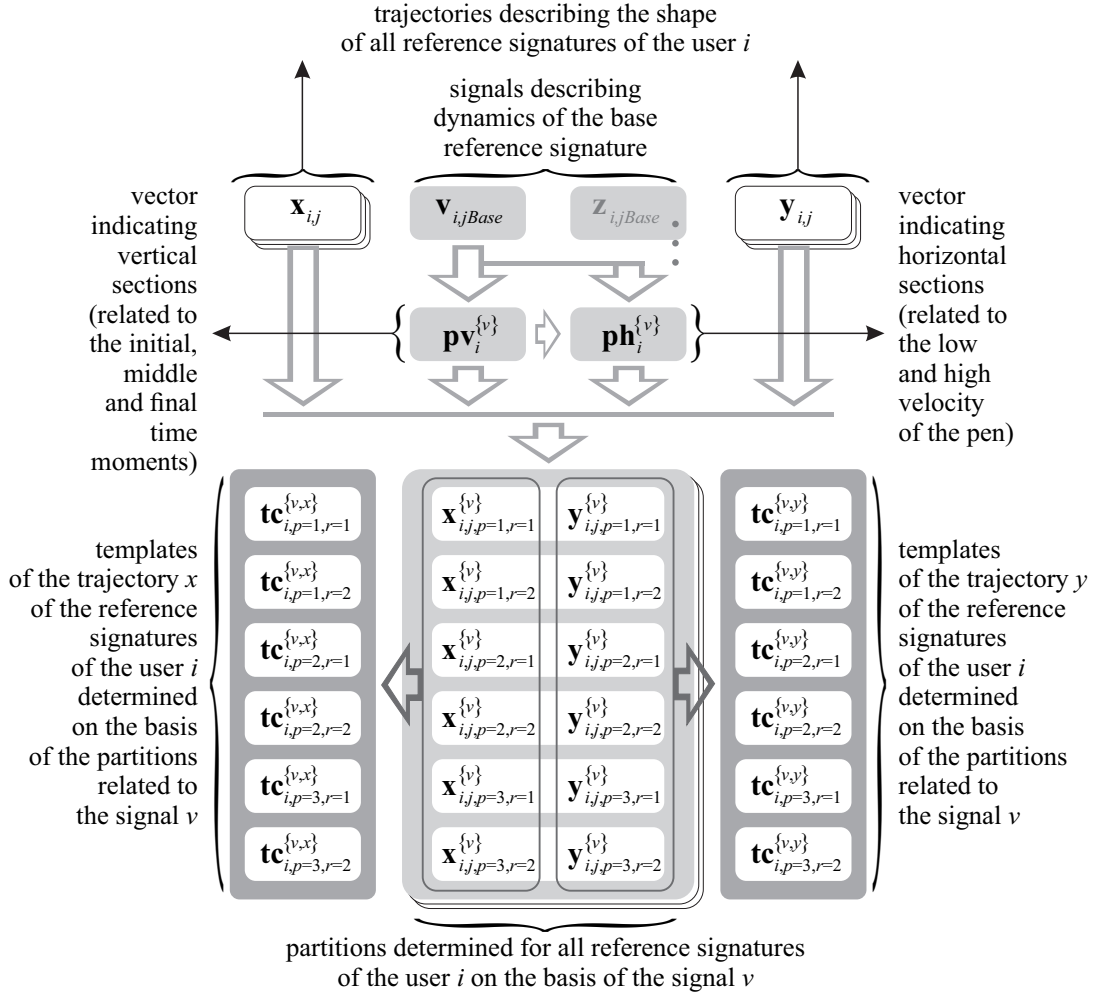 trajectories describing the shape
of all reference signatures of the user i
signals describing
dynamics of the base
reference signature
x_{i,j}
v_{i,jBase}
z_{i,jBase}
y_{i,j}
vector
indicating
vertical
sections
(related to
the initial,
middle
and final
time
moments)
pv_i^{{v}}
ph_i^{{v}}
vector
indicating
horizontal
sections
(related to
the low
and high
velocity
of the pen)
templates
of the trajectory x
of the reference
signatures
of the user i
determined
on the basis
of the partitions
related to
the signal v
tc_{i,p=1,r=1}^{{v,x}}
tc_{i,p=1,r=2}^{{v,x}}
tc_{i,p=2,r=1}^{{v,x}}
tc_{i,p=2,r=2}^{{v,x}}
tc_{i,p=3,r=1}^{{v,x}}
tc_{i,p=3,r=2}^{{v,x}}
x_{i,j,p=1,r=1}^{{v}} y_{i,j,p=1,r=1}^{{v}}
x_{i,j,p=1,r=2}^{{v}} y_{i,j,p=1,r=2}^{{v}}
x_{i,j,p=2,r=1}^{{v}} y_{i,j,p=2,r=1}^{{v}}
x_{i,j,p=2,r=2}^{{v}} y_{i,j,p=2,r=2}^{{v}}
x_{i,j,p=3,r=1}^{{v}} y_{i,j,p=3,r=1}^{{v}}
x_{i,j,p=3,r=2}^{{v}} y_{i,j,p=3,r=2}^{{v}}
tc_{i,p=1,r=1}^{{v,y}}
tc_{i,p=1,r=2}^{{v,y}}
tc_{i,p=2,r=1}^{{v,y}}
tc_{i,p=2,r=2}^{{v,y}}
tc_{i,p=3,r=1}^{{v,y}}
tc_{i,p=3,r=2}^{{v,y}}
templates
of the trajectory y
of the reference
signatures
of the user i
determined
on the basis
of the partitions
related to
the signal v
partitions determined for all reference signatures
of the user i on the basis of the signal v